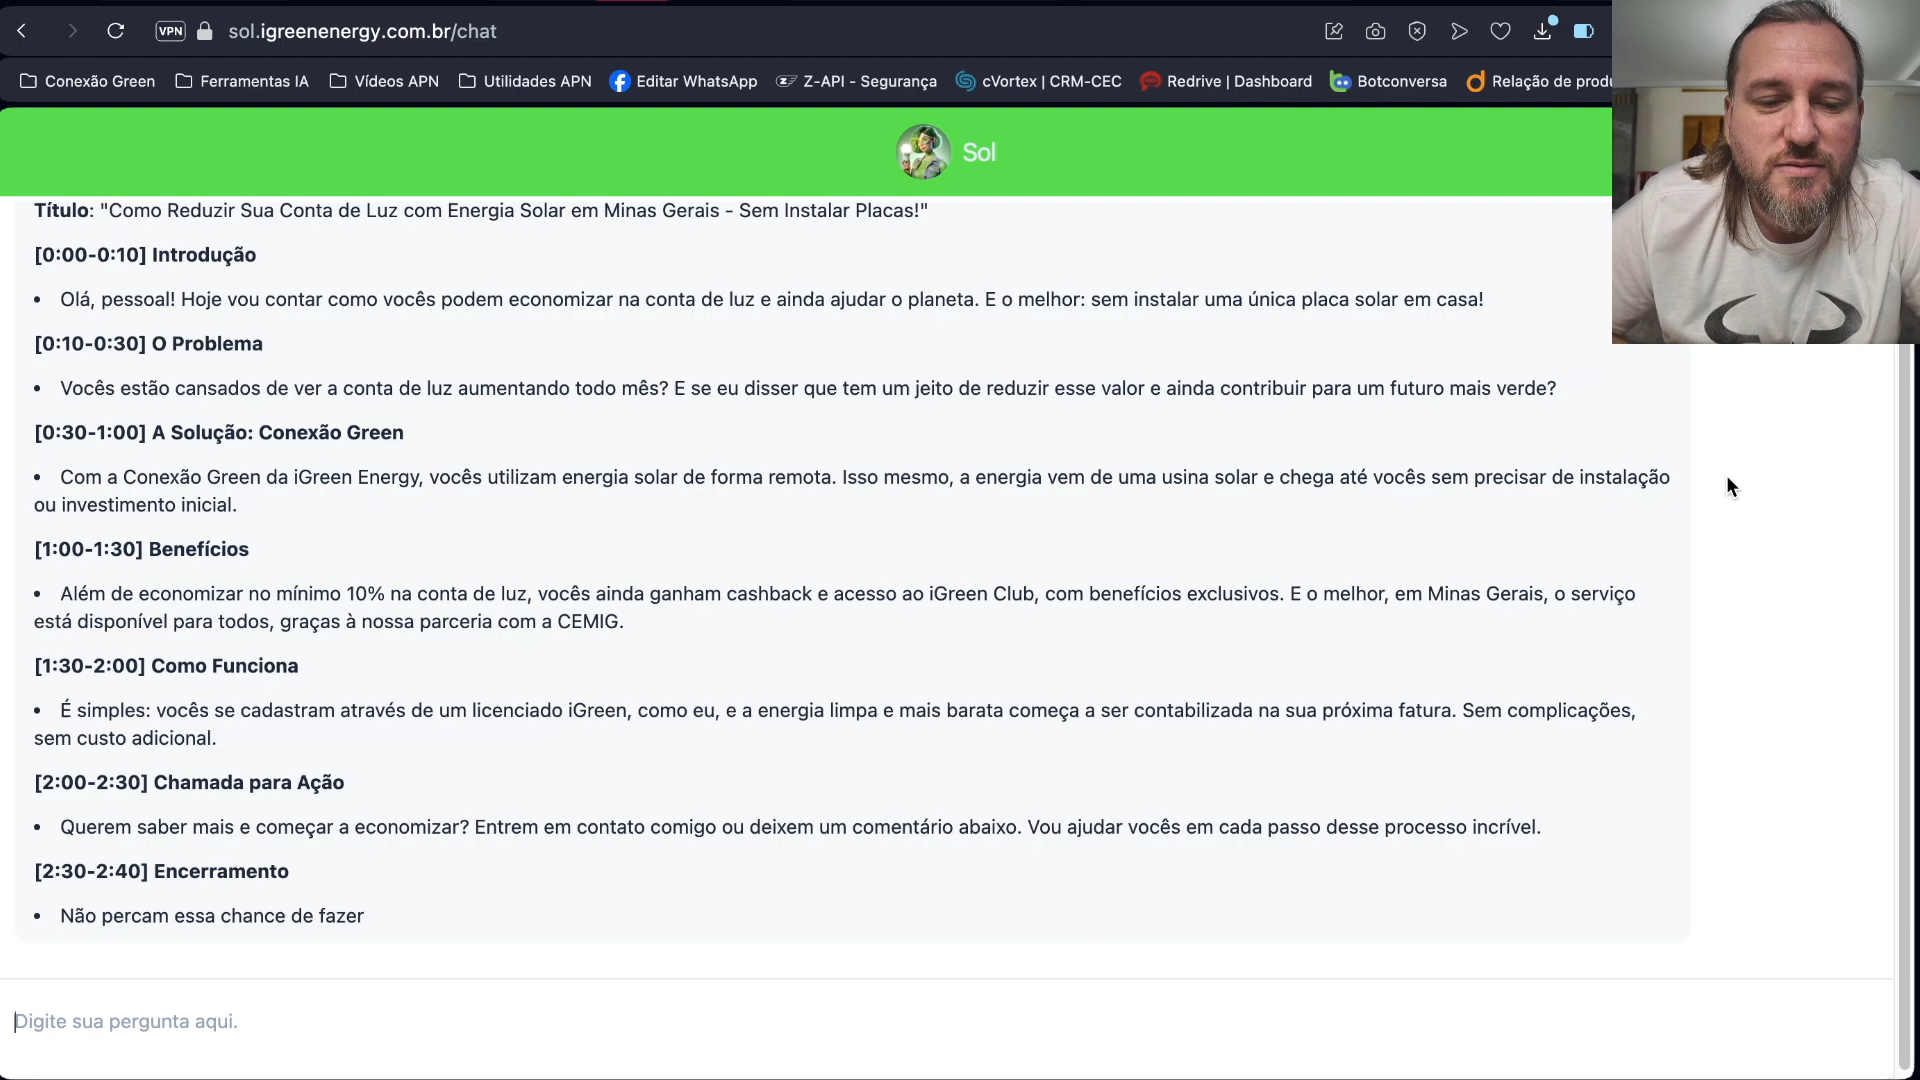 VPN sol.igreenenergy.com.br/chat
Conexão Green Ferramentas IA Vídeos APN Utilidades APN Editar WhatsApp Z-API - Segurança cVortex | CRM-CEC Redrive | Dashboard Botconversa Relação de produ
Sol
Título: "Como Reduzir Sua Conta de Luz com Energia Solar em Minas Gerais - Sem Instalar Placas!"
[0:00-0:10] Introdução
• Olá, pessoal! Hoje vou contar como vocês podem economizar na conta de luz e ainda ajudar o planeta. E o melhor: sem instalar uma única placa solar em casa!
[0:10-0:30] O Problema
• Vocês estão cansados de ver a conta de luz aumentando todo mês? E se eu disser que tem um jeito de reduzir esse valor e ainda contribuir para um futuro mais verde?
[0:30-1:00] A Solução: Conexão Green
• Com a Conexão Green da iGreen Energy, vocês utilizam energia solar de forma remota. Isso mesmo, a energia vem de uma usina solar e chega até vocês sem precisar de instalação
ou investimento inicial.
[1:00-1:30] Benefícios
• Além de economizar no mínimo 10% na conta de luz, vocês ainda ganham cashback e acesso ao iGreen Club, com benefícios exclusivos. E o melhor, em Minas Gerais, o serviço
está disponível para todos, graças à nossa parceria com a CEMIG.
[1:30-2:00] Como Funciona
• É simples: vocês se cadastram através de um licenciado iGreen, como eu, e a energia limpa e mais barata começa a ser contabilizada na sua próxima fatura. Sem complicações,
sem custo adicional.
[2:00-2:30] Chamada para Ação
• Querem saber mais e começar a economizar? Entrem em contato comigo ou deixem um comentário abaixo. Vou ajudar vocês em cada passo desse processo incrível.
[2:30-2:40] Encerramento
• Não percam essa chance de fazer
Digite sua pergunta aqui.